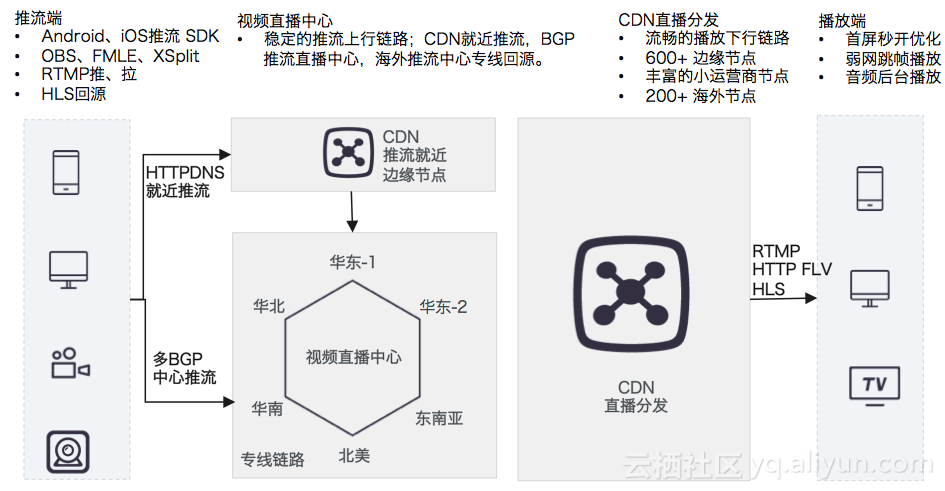 推流端
• Android、iOS推流 SDK
• OBS、FMLE、XSplit
• RTMP推、拉
• HLS回源
视频直播中心
• 稳定的推流上行链路；CDN就近推流，BGP
推流直播中心，海外推流中心专线回源。
CDN直播分发
• 流畅的播放下行链路
• 600+ 边缘节点
• 丰富的小运营商节点
• 200+ 海外节点
播放端
• 首屏秒开优化
• 弱网跳帧播放
• 音频后台播放
HTTPDNS
就近推流
CDN
推流就近
边缘节点
多BGP
中心推流
华东-1
华北
华东-2
视频直播中心
华南
东南亚
北美
专线链路
CDN
直播分发
RTMP
HTTP FLV
HLS
TV
云栖社区 yq.aliyun.com